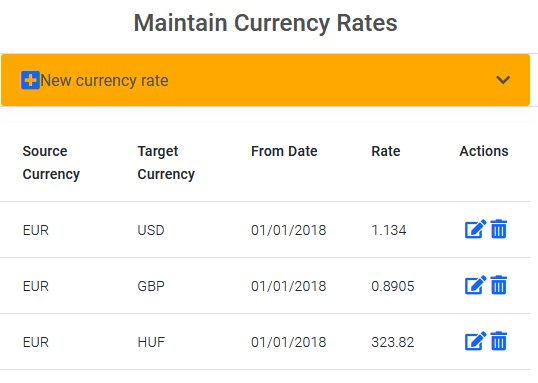 Maintain Currency Rates
New currency rate
Source Currency Target Currency From Date Rate Actions
EUR USD 01/01/2018 1.134
EUR GBP 01/01/2018 0.8905
EUR HUF 01/01/2018 323.82